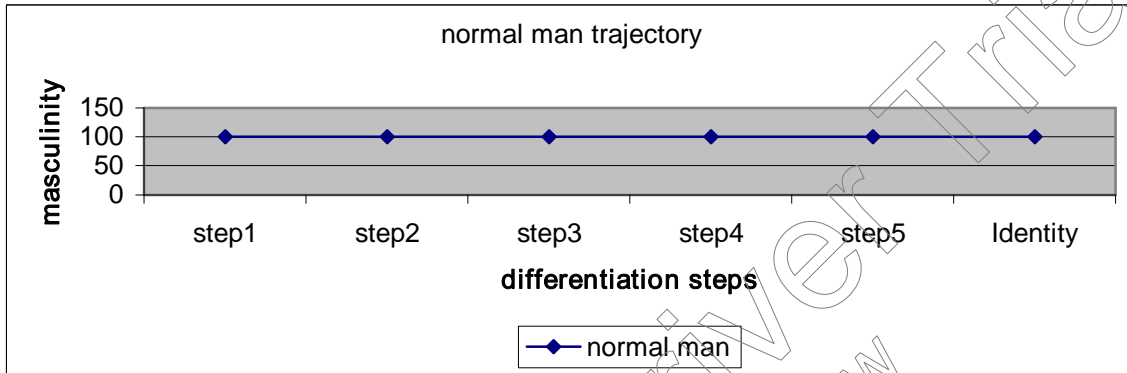 normal man trajectory
masculinity
150
100
50
0
step1 step2 step3 step4 step5 Identity
differentiation steps
normal man